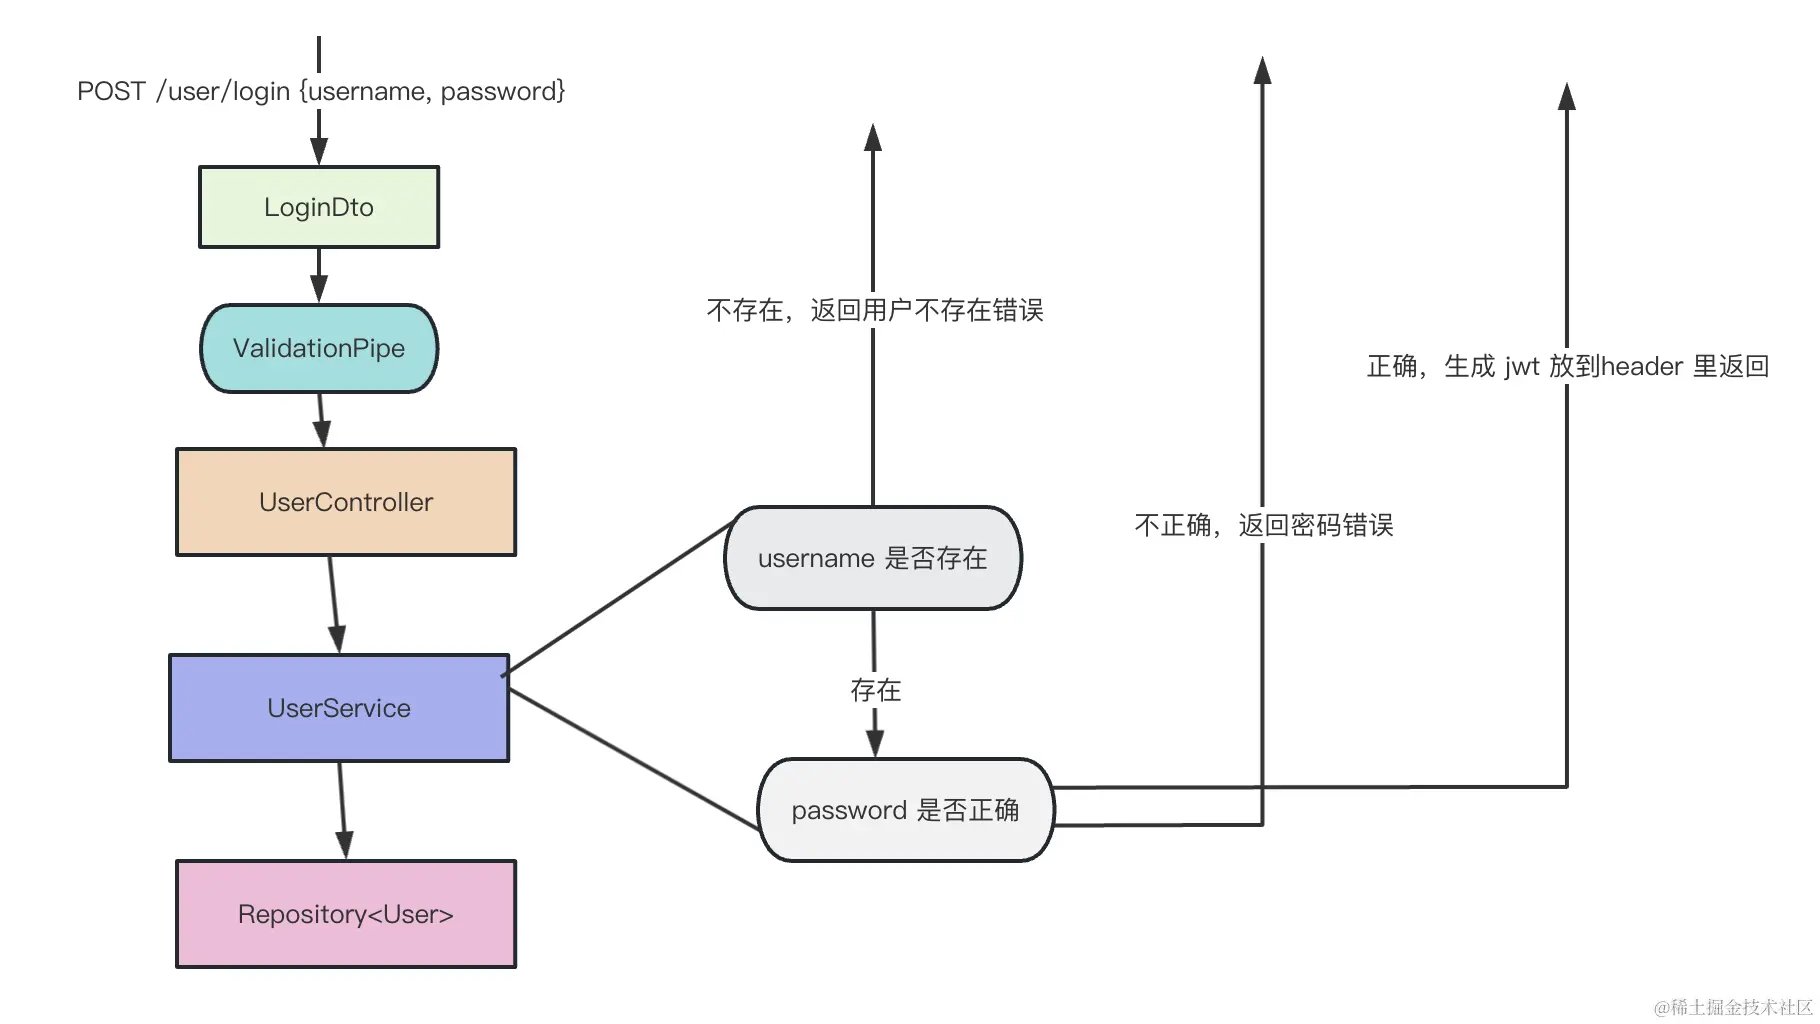 POST /user/login {username, password}
LoginDto
ValidationPipe
UserController
UserService
Repository<User>
不存在，返回用户不存在错误
username 是否存在
存在
password 是否正确
不正确，返回密码错误
正确，生成 jwt 放到header 里返回
@稀土掘金技术社区